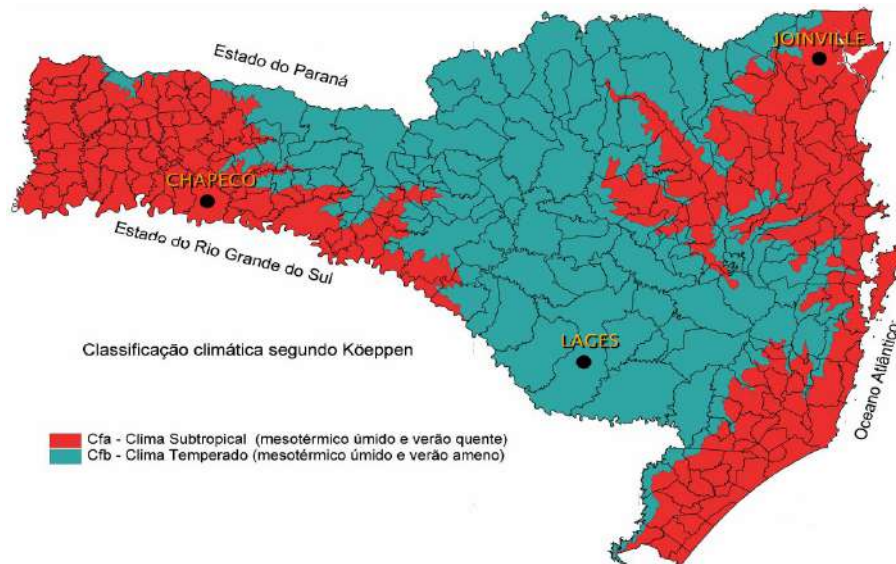 Estado do Paraná
JOINVILLE
CHAPECÓ
Estado do Rio Grande do Sul
LAGES
Classificação climática segundo Köeppen
Oceano Atlântico
Cfa - Clima Subtropical (mesotérmico úmido e verão quente)
Cfb - Clima Temperado (mesotérmico úmido e verão ameno)